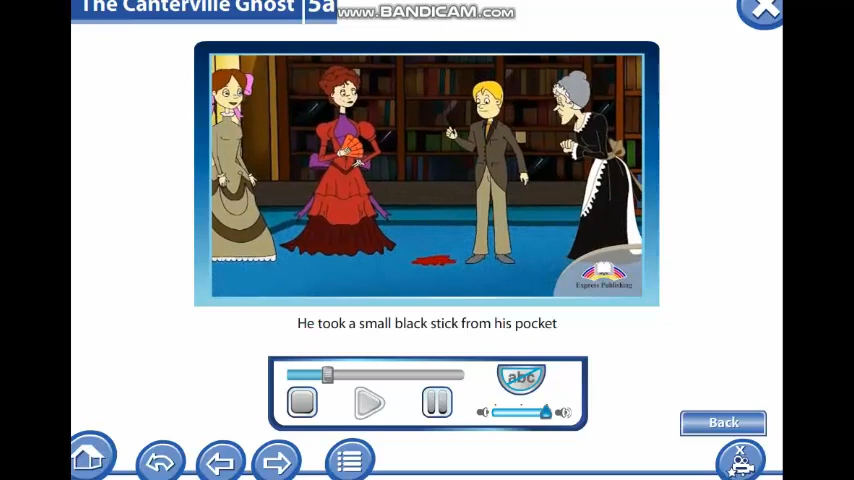 The Canterville Ghost 5a
www.BANDICAM.com
Express Publishing
He took a small black stick from his pocket
abc
Back
X